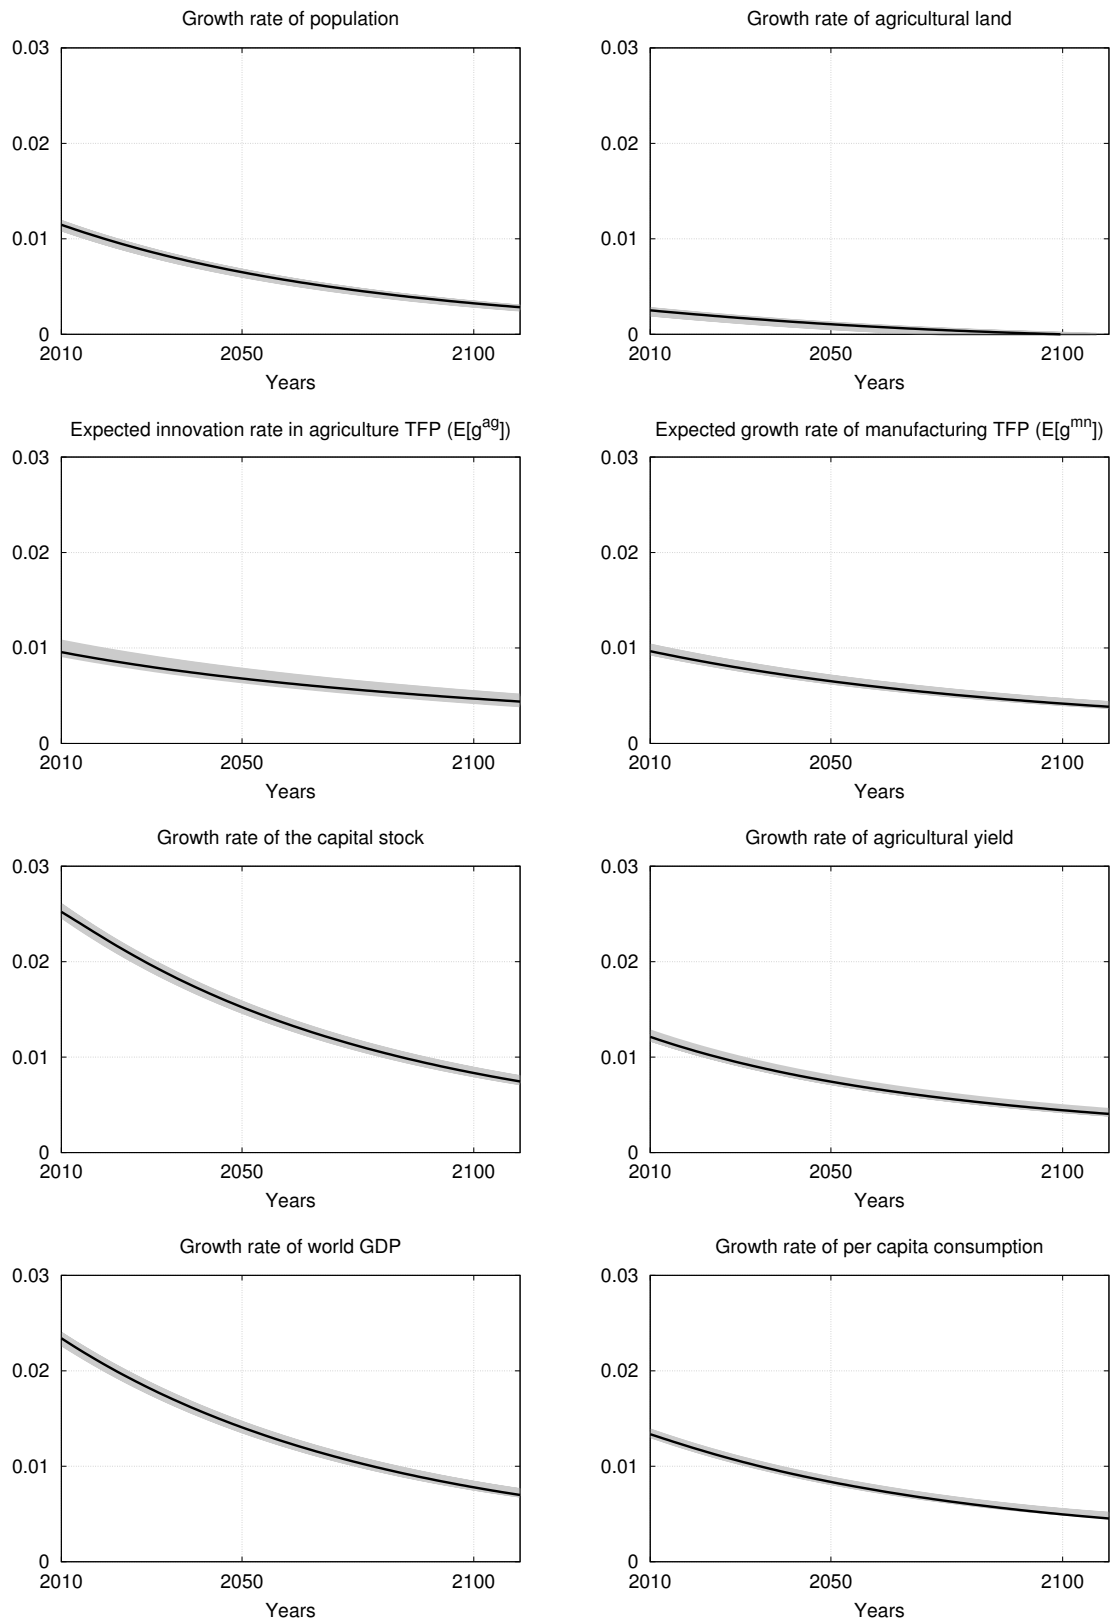 Growth rate of population
0.03
0.02
0.01
0
2010 2050 2100
Years
Growth rate of agricultural land
0.03
0.02
0.01
0
2010 2050 2100
Years
Expected innovation rate in agriculture TFP (E[g^ag])
0.03
0.02
0.01
0
2010 2050 2100
Years
Expected growth rate of manufacturing TFP (E[g^mn])
0.03
0.02
0.01
0
2010 2050 2100
Years
Growth rate of the capital stock
0.03
0.02
0.01
0
2010 2050 2100
Years
Growth rate of agricultural yield
0.03
0.02
0.01
0
2010 2050 2100
Years
Growth rate of world GDP
0.03
0.02
0.01
0
2010 2050 2100
Years
Growth rate of per capita consumption
0.03
0.02
0.01
0
2010 2050 2100
Years